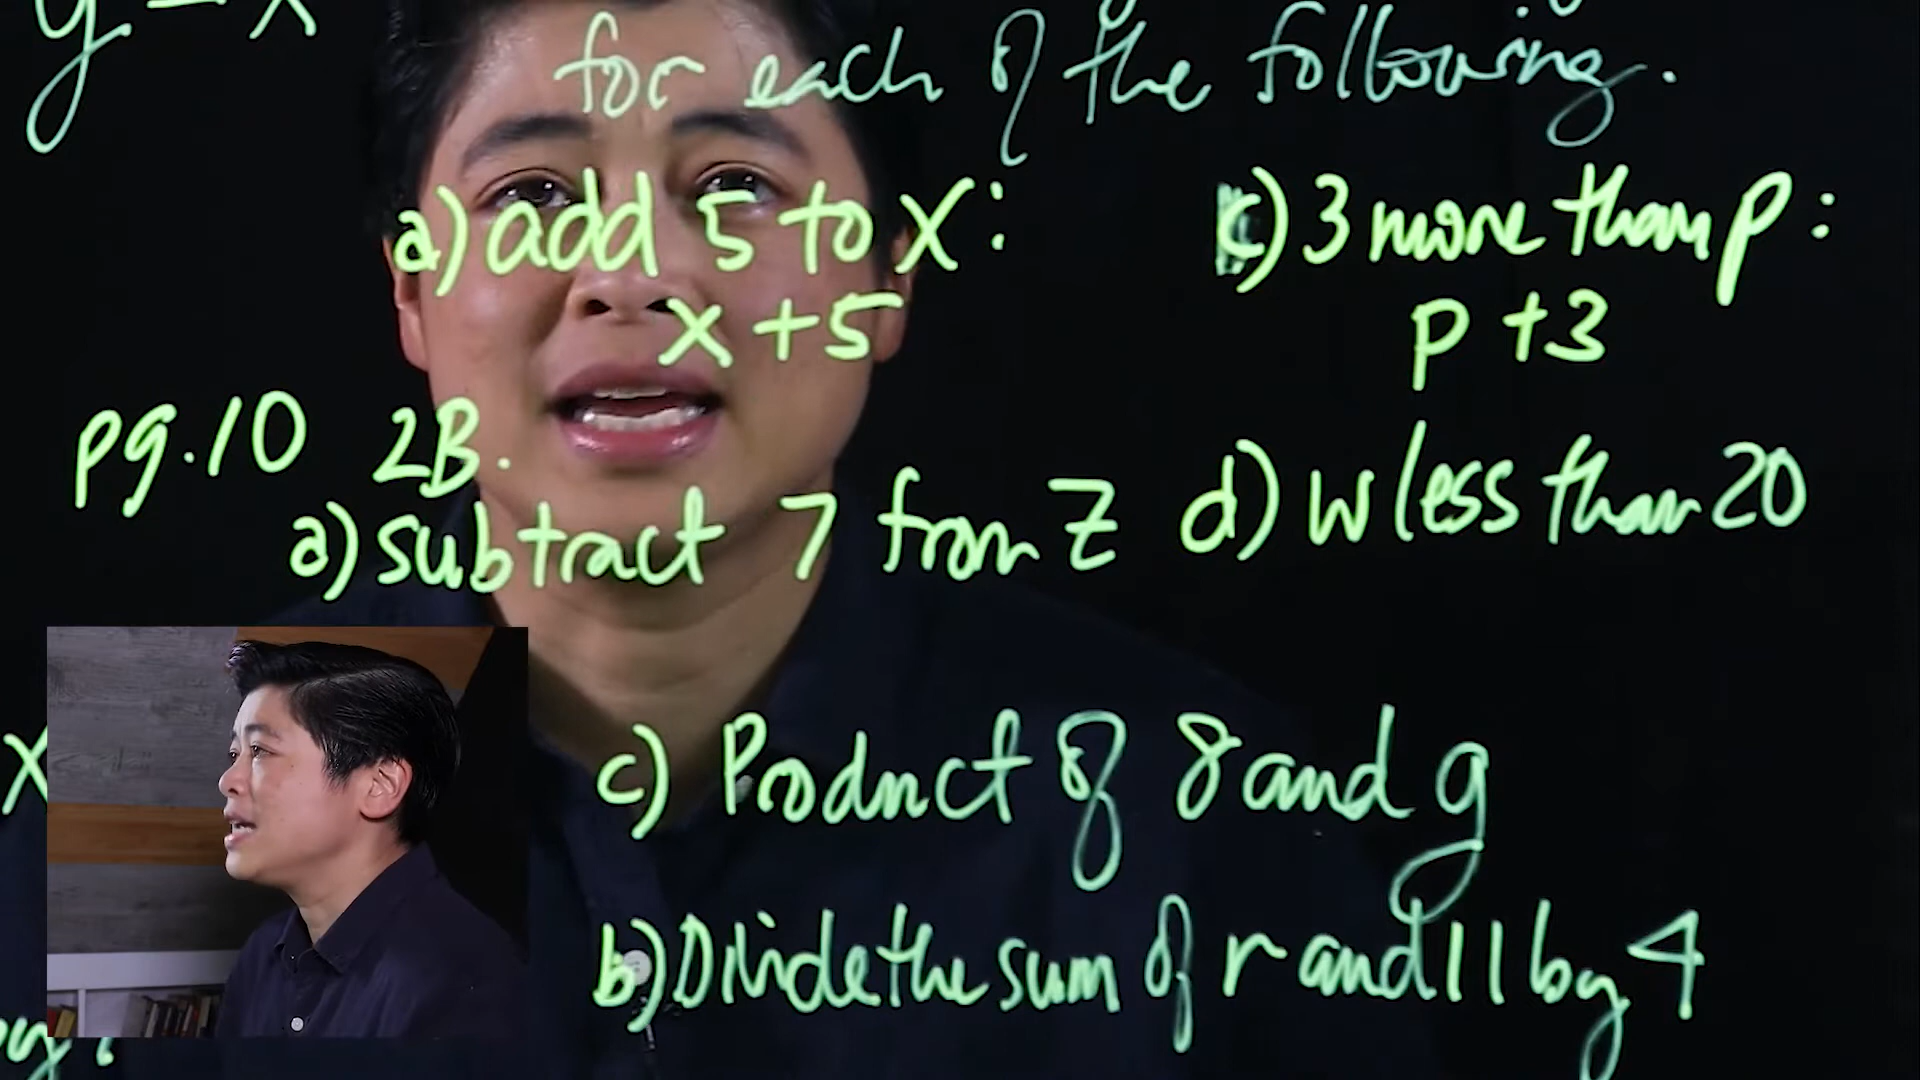 y = x
for each of the following.
a) add 5 to x:
x + 5
c) 3 more than p:
p + 3
pg. 10 2B.
a) subtract 7 from z
d) w less than 20
x
c) Product of 8 and g
b) Divide the sum of r and 11 by 4